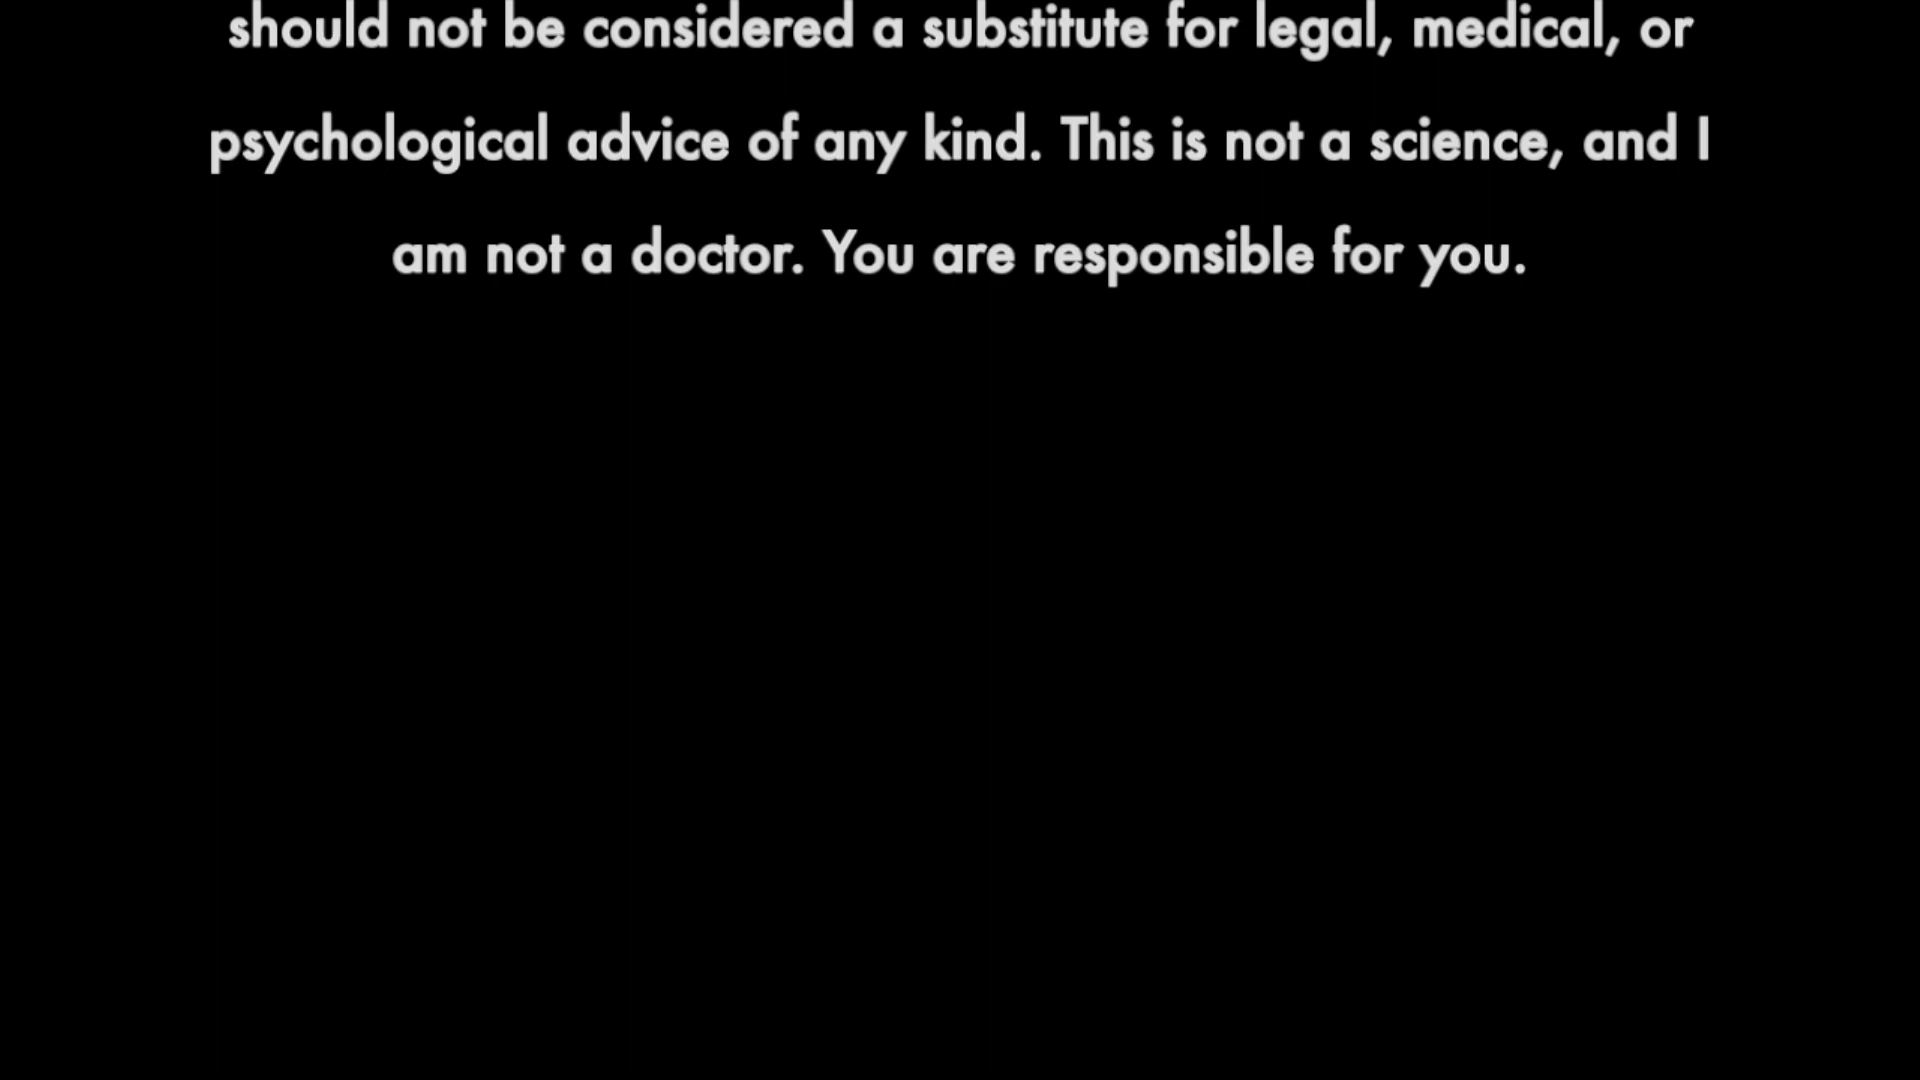 should not be considered a substitute for legal, medical, or
psychological advice of any kind. This is not a science, and I
am not a doctor. You are responsible for you.